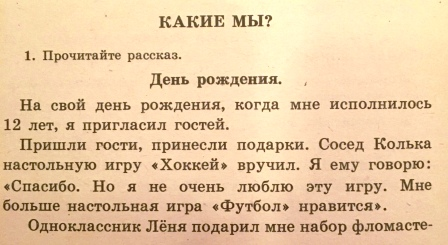 КАКИЕ МЫ?
1. Прочитайте рассказ.
День рождения.
На свой день рождения, когда мне исполнилось
12 лет, я пригласил гостей.
Пришли гости, принесли подарки. Сосед Колька
настольную игру «Хоккей» вручил. Я ему говорю:
«Спасибо. Но я не очень люблю эту игру. Мне
больше настольная игра «Футбол» нравится».
Одноклассник Лёня подарил мне набор фломасте-